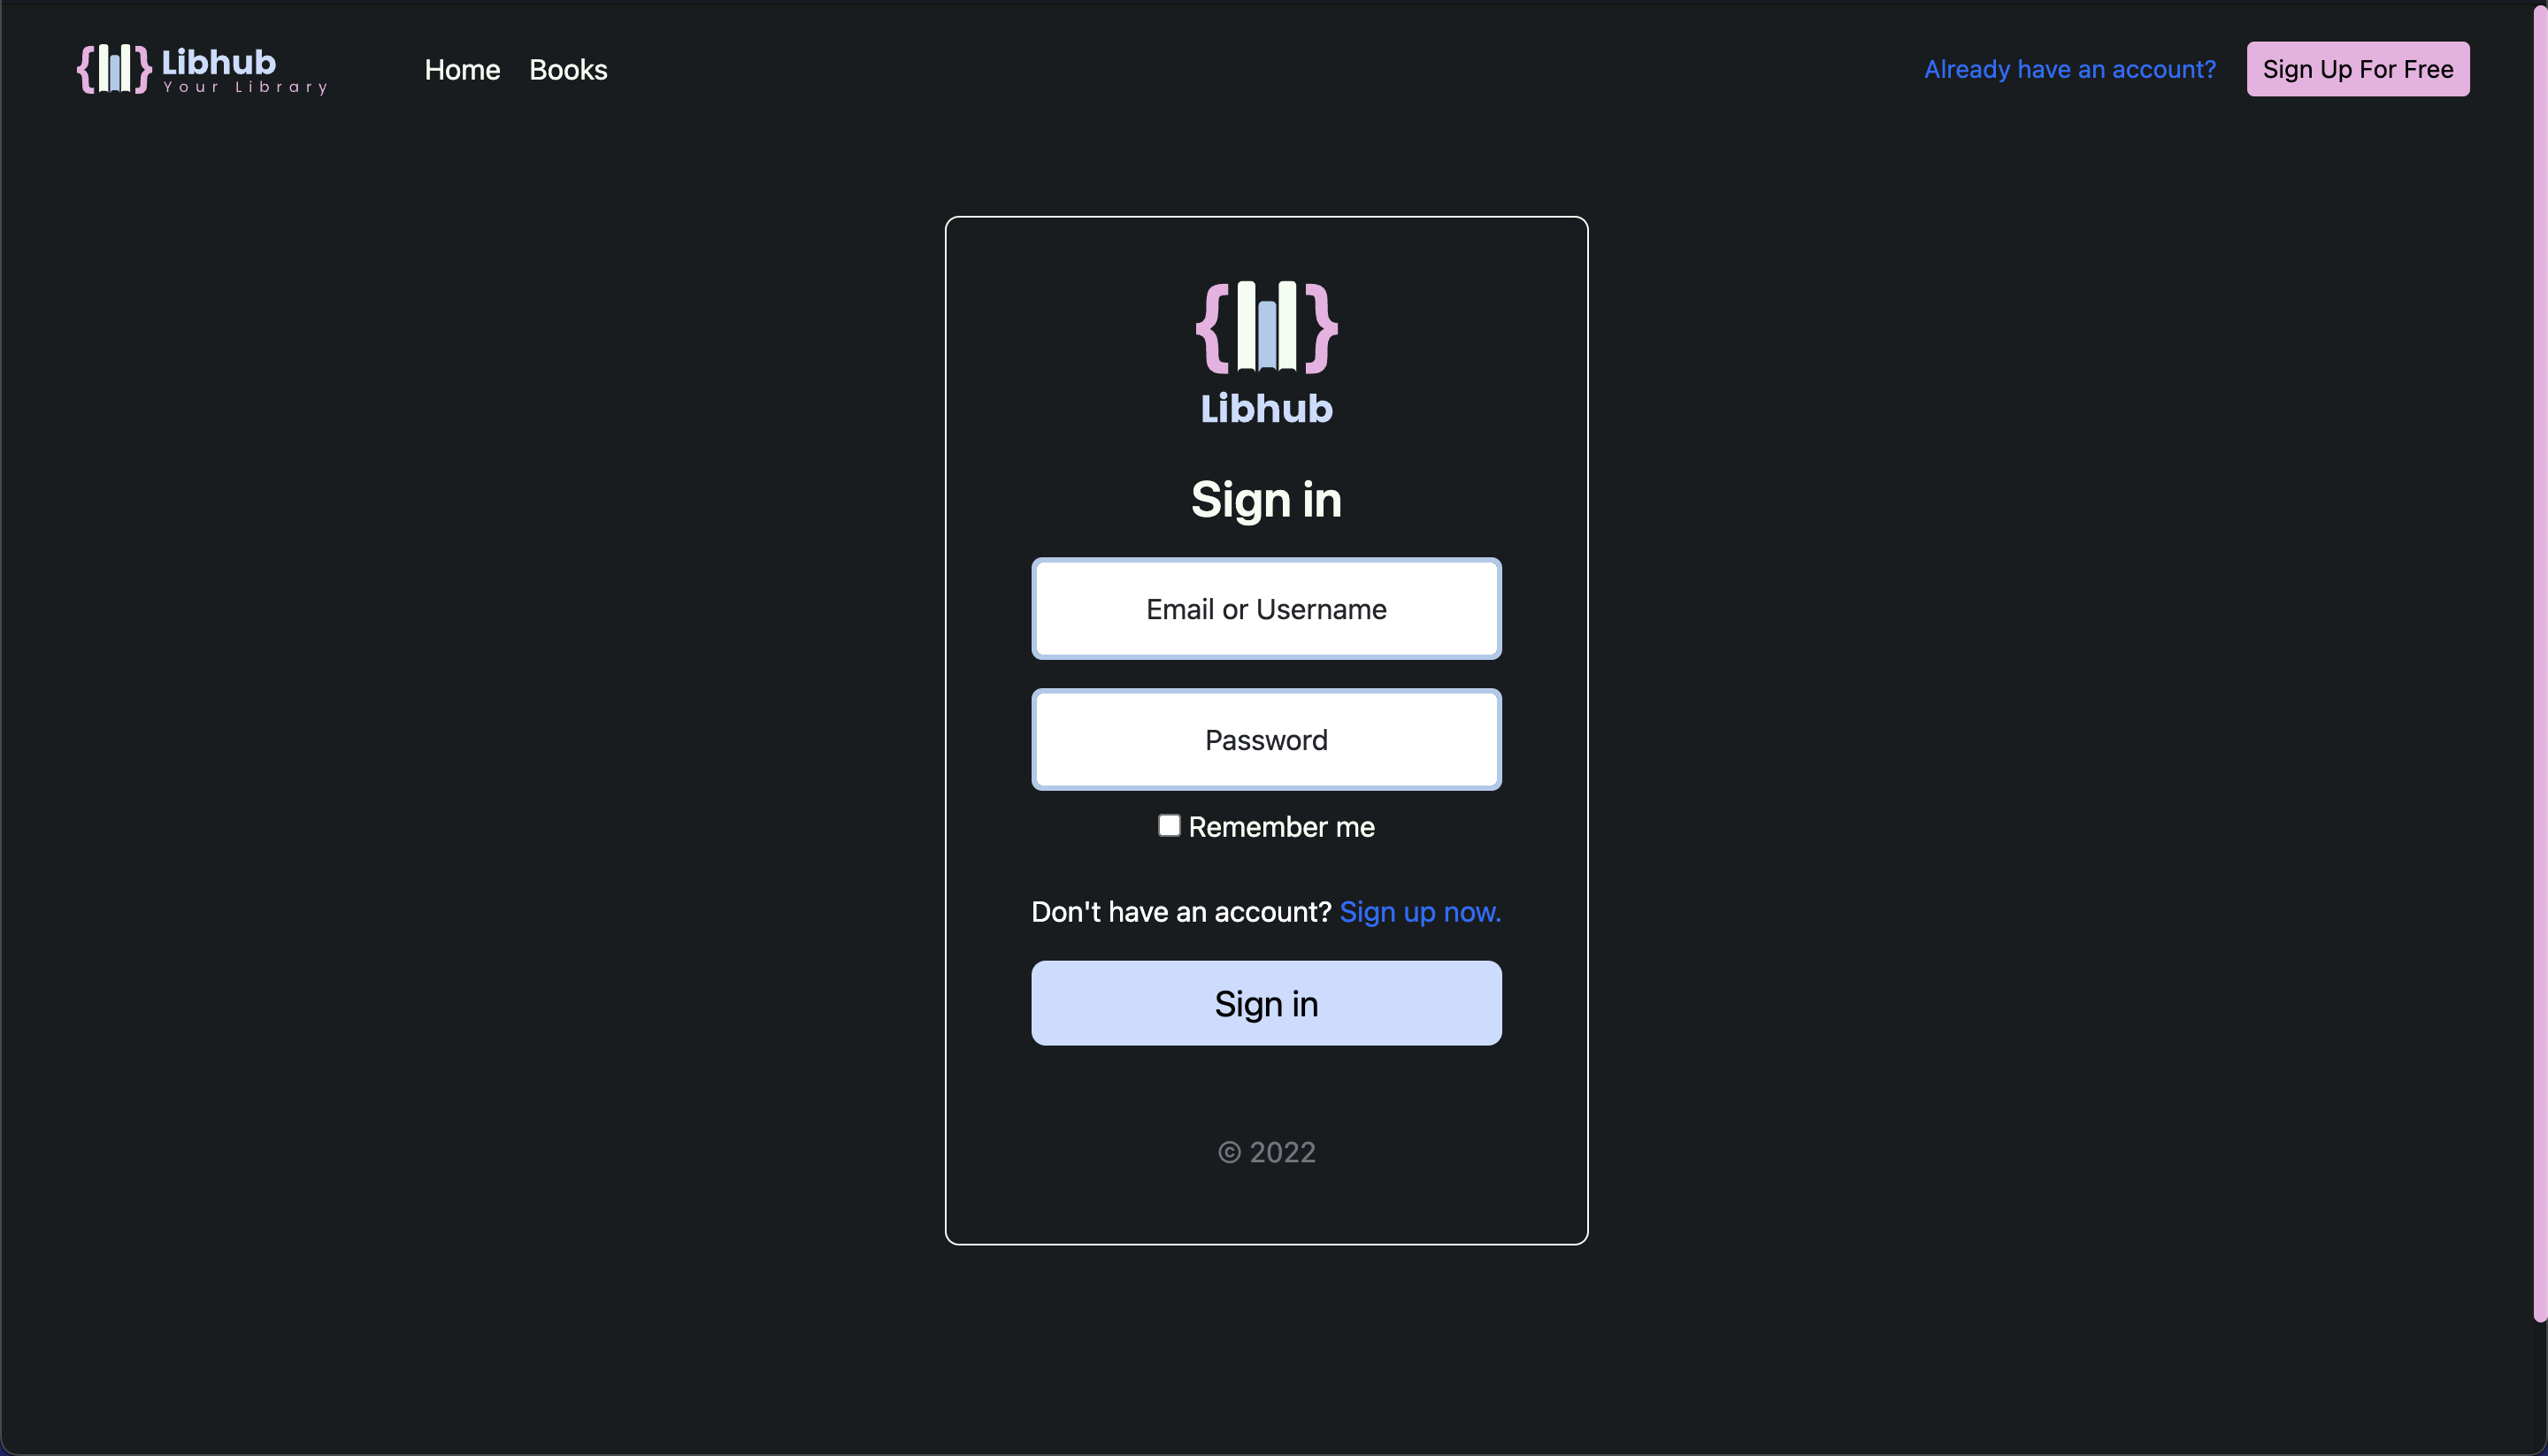 Libhub
Your Library
Home Books
Already have an account? Sign Up For Free
Libhub
Sign in
Email or Username
Password
Remember me
Don't have an account? Sign up now.
Sign in
© 2022